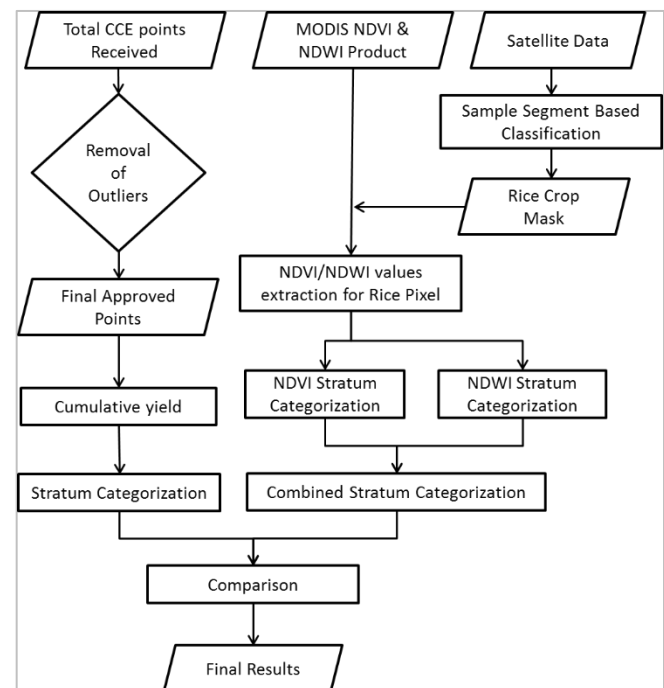 Total CCE points
Received
MODIS NDVI &
NDWI Product
Satellite Data
Sample Segment Based
Classification
Removal
of
Outliers
Rice Crop
Mask
Final Approved
Points
NDVI/NDWI values
extraction for Rice Pixel
NDVI Stratum
Categorization
NDWI Stratum
Categorization
Cumulative yield
Stratum Categorization
Combined Stratum Categorization
Comparison
Final Results